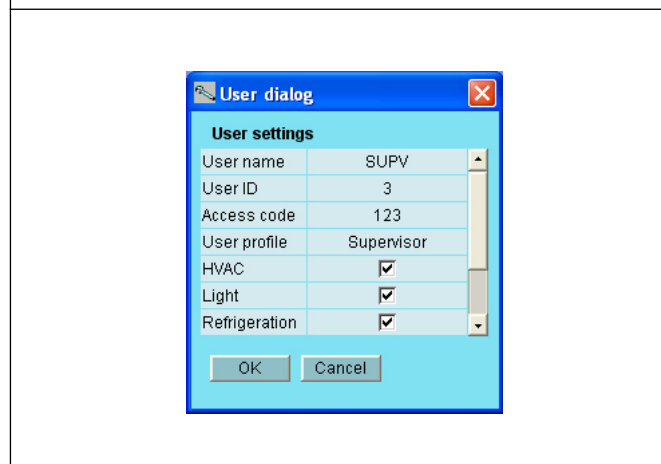 User dialog
User settings
User name SUPV
User ID 3
Access code 123
User profile Supervisor
HVAC
Light
Refrigeration
OK Cancel